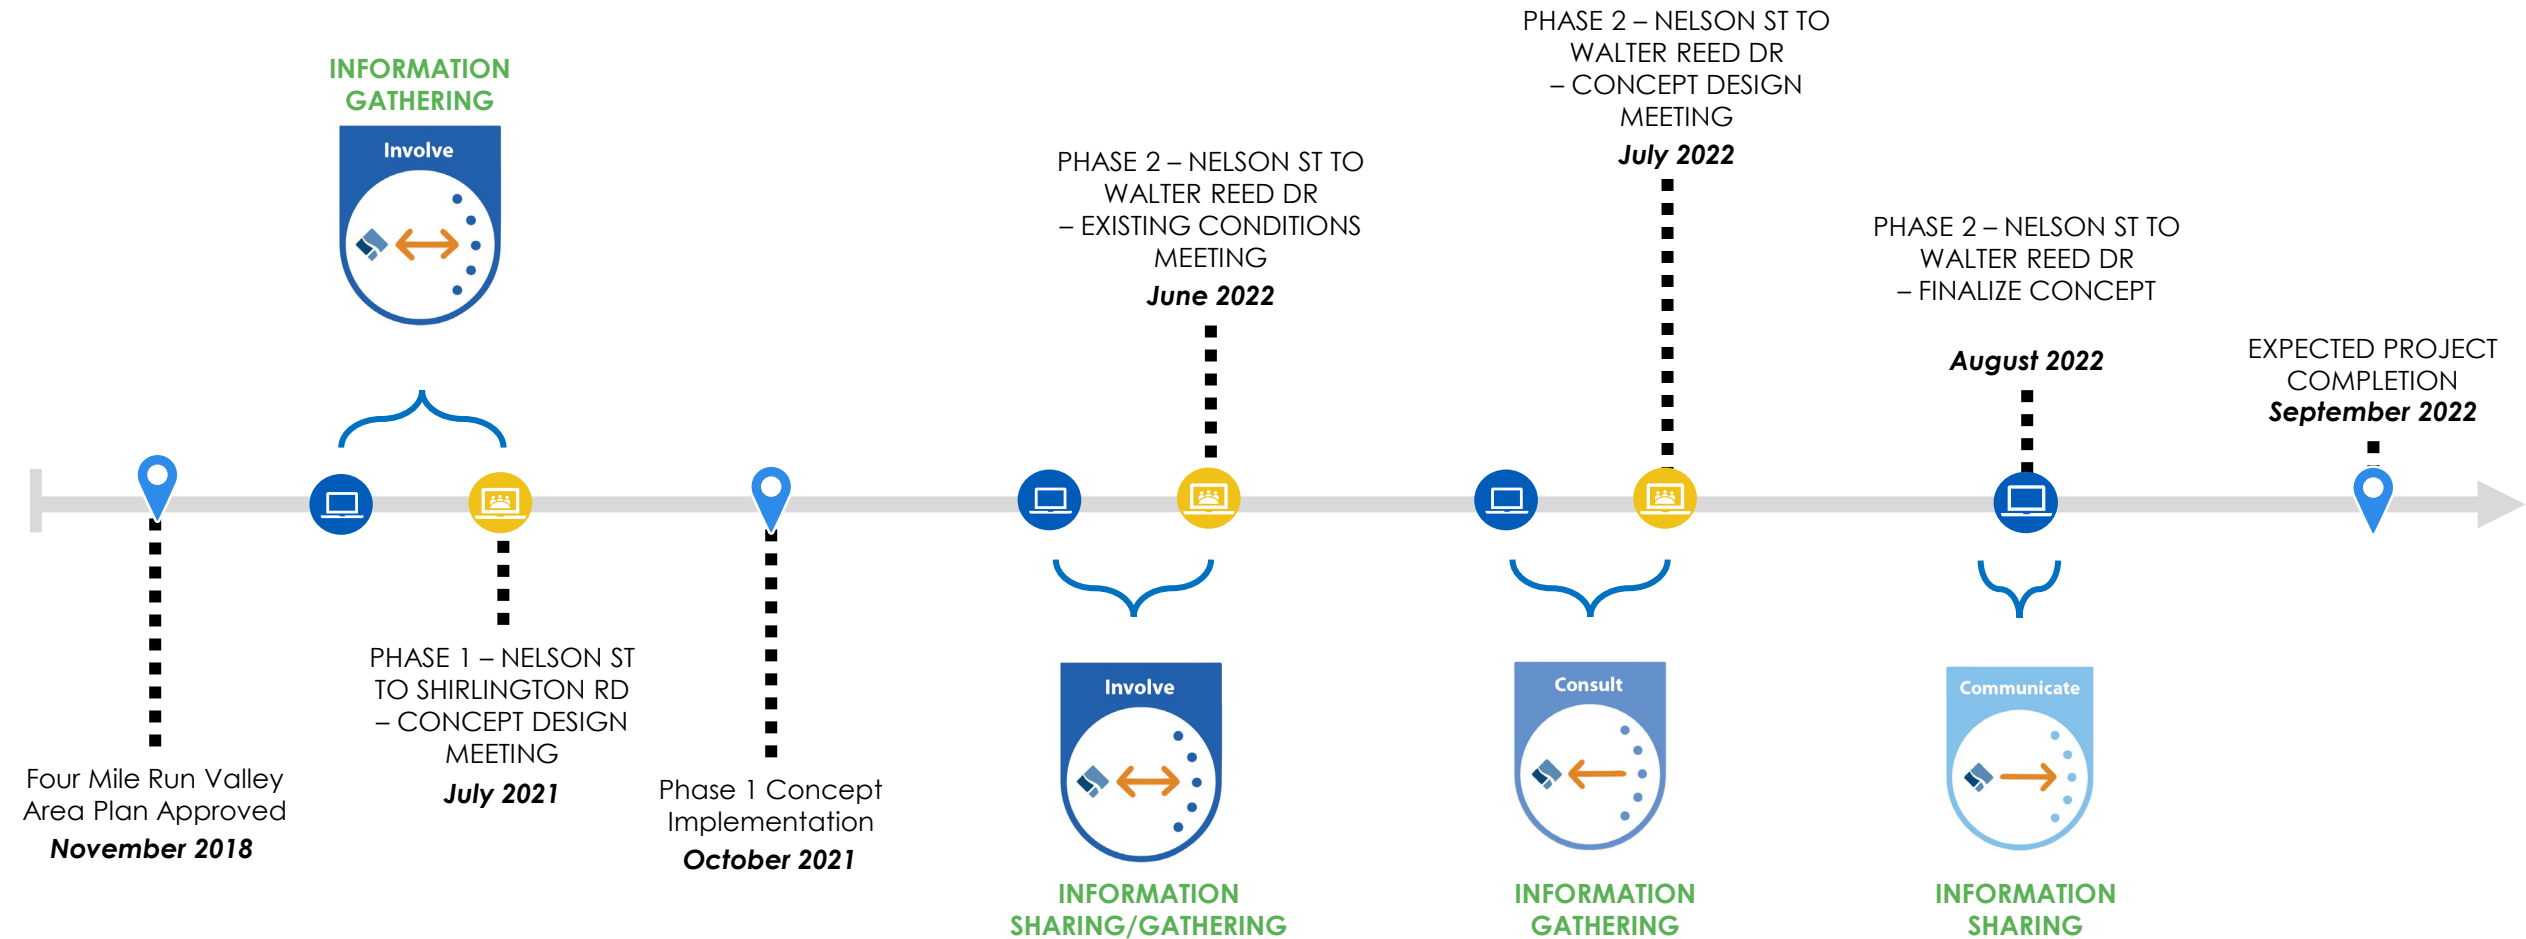 INFORMATION
GATHERING
Involve
Four Mile Run Valley
Area Plan Approved
November 2018
PHASE 1 – NELSON ST
TO SHIRLINGTON RD
– CONCEPT DESIGN
MEETING
July 2021
Phase 1 Concept
Implementation
October 2021
PHASE 2 – NELSON ST TO
WALTER REED DR
– EXISTING CONDITIONS
MEETING
June 2022
Involve
INFORMATION
SHARING/GATHERING
PHASE 2 – NELSON ST TO
WALTER REED DR
– CONCEPT DESIGN
MEETING
July 2022
Consult
INFORMATION
GATHERING
PHASE 2 – NELSON ST TO
WALTER REED DR
– FINALIZE CONCEPT
August 2022
Communicate
INFORMATION
SHARING
EXPECTED PROJECT
COMPLETION
September 2022